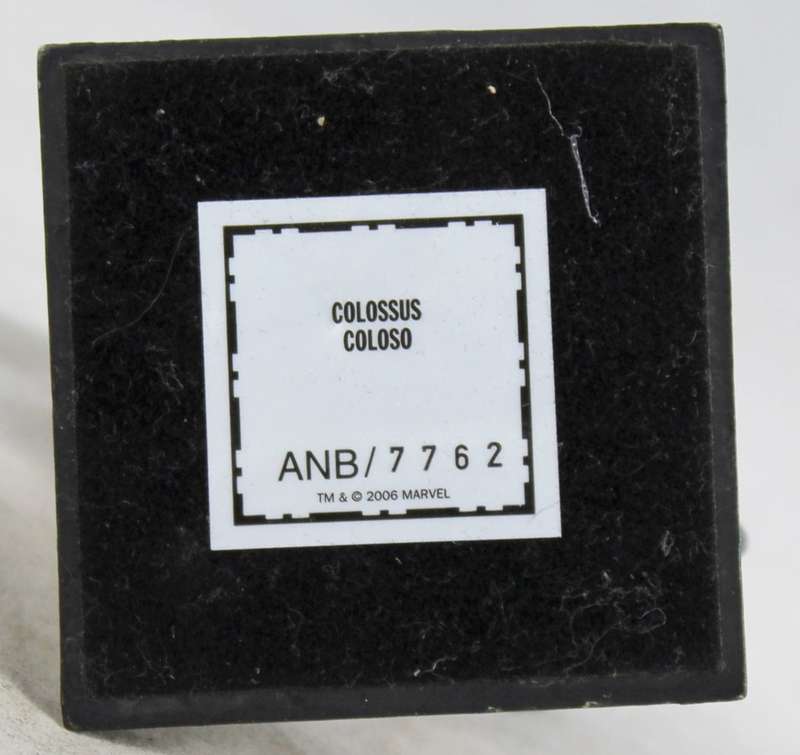 COLOSSUS
COLOSO
ANB/7762
TM & © 2006 MARVEL